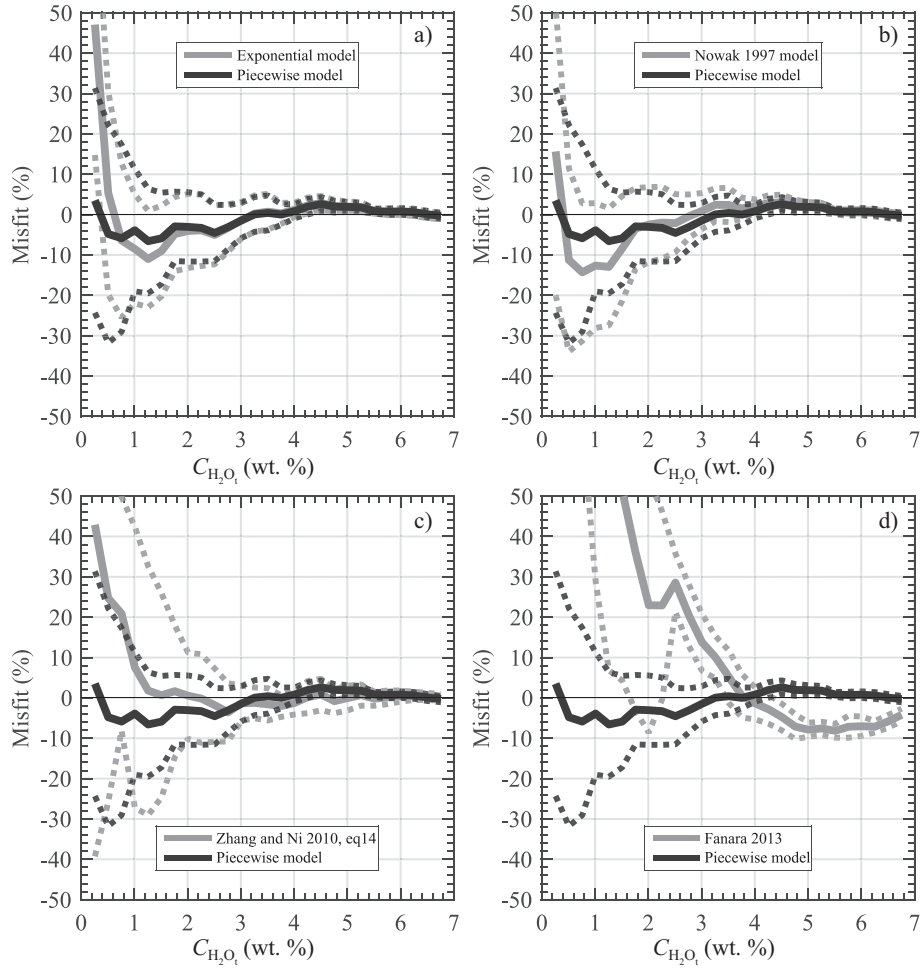 50
40
30
20
10
0
-10
-20
-30
-40
-50
Misfit (%)
a)
Exponential model
Piecewise model
0 1 2 3 4 5 6 7
C_H₂Oₜ (wt. %)
50
40
30
20
10
0
-10
-20
-30
-40
-50
Misfit (%)
b)
Nowak 1997 model
Piecewise model
0 1 2 3 4 5 6 7
C_H₂Oₜ (wt. %)
50
40
30
20
10
0
-10
-20
-30
-40
-50
Misfit (%)
c)
Zhang and Ni 2010, eq14
Piecewise model
0 1 2 3 4 5 6 7
C_H₂Oₜ (wt. %)
50
40
30
20
10
0
-10
-20
-30
-40
-50
Misfit (%)
d)
Fanara 2013
Piecewise model
0 1 2 3 4 5 6 7
C_H₂Oₜ (wt. %)